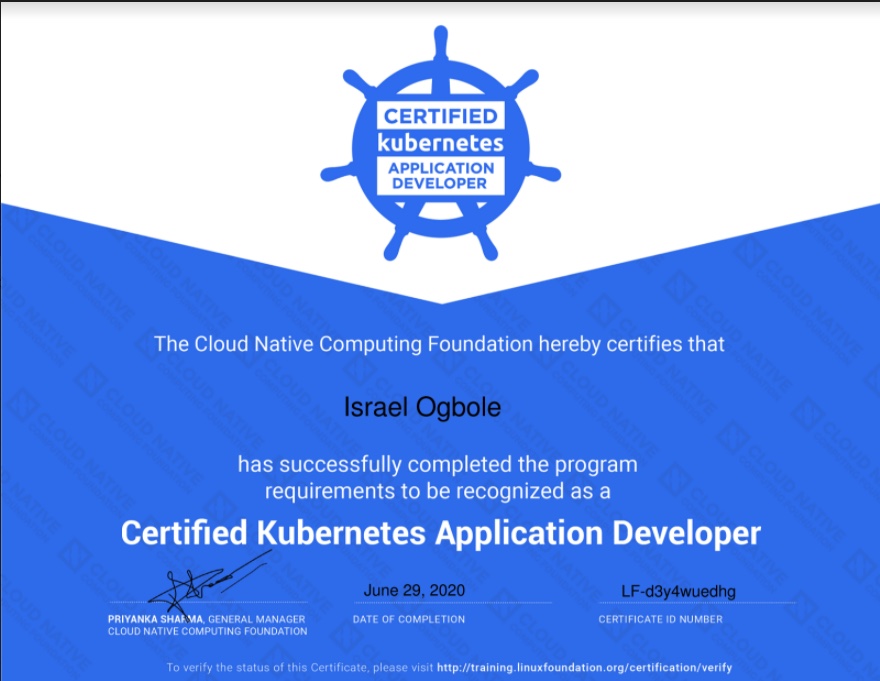 CERTIFIED
kubernetes
APPLICATION
DEVELOPER
The Cloud Native Computing Foundation hereby certifies that
Israel Ogbole
has successfully completed the program
requirements to be recognized as a
Certified Kubernetes Application Developer
June 29, 2020
LF-d3y4wuedhg
PRIYANKA SHARMA, GENERAL MANAGER
CLOUD NATIVE COMPUTING FOUNDATION
DATE OF COMPLETION
CERTIFICATE ID NUMBER
To verify the status of this Certificate, please visit http://training.linuxfoundation.org/certification/verify